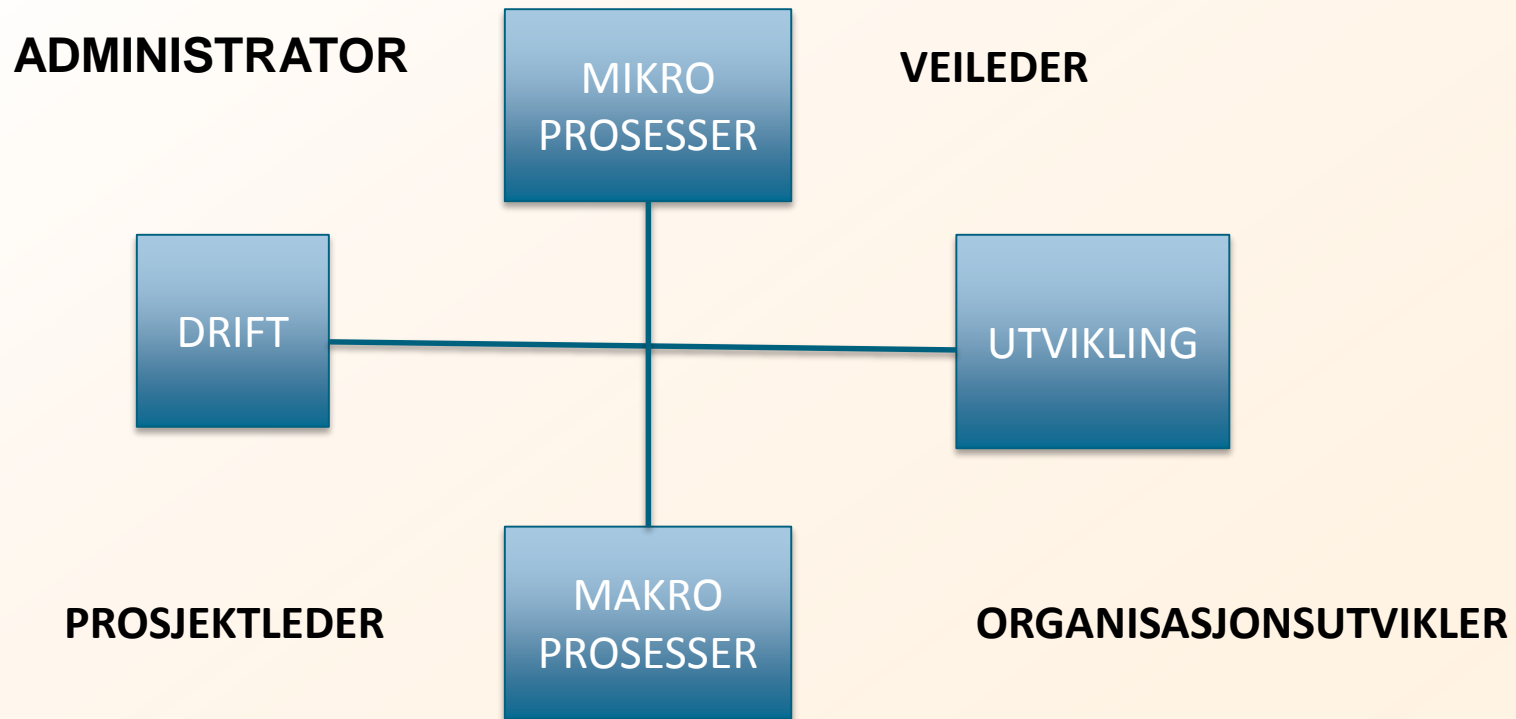 ADMINISTRATOR
MIKRO
PROSESSER
VEILEDER
DRIFT
UTVIKLING
PROSJEKTLEDER
MAKRO
PROSESSER
ORGANISASJONSUTVIKLER